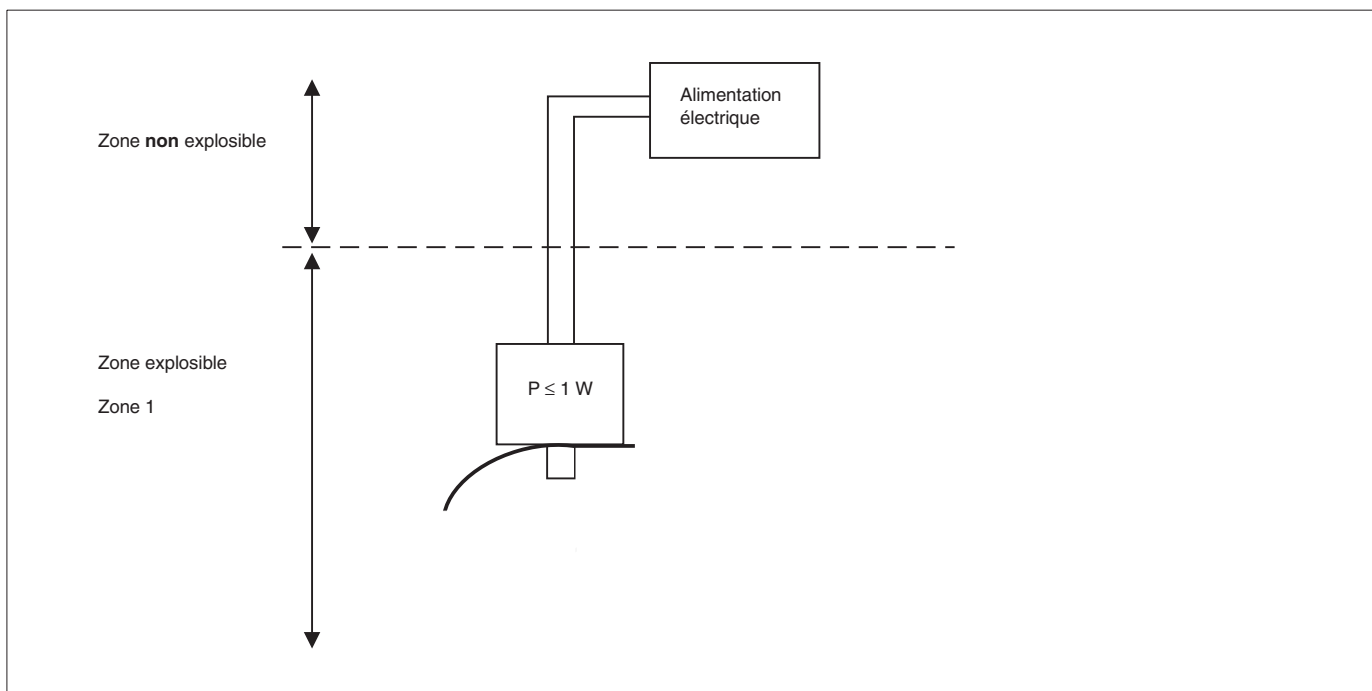 Alimentation
électrique
Zone non explosible
Zone explosible
P ≤ 1 W
Zone 1